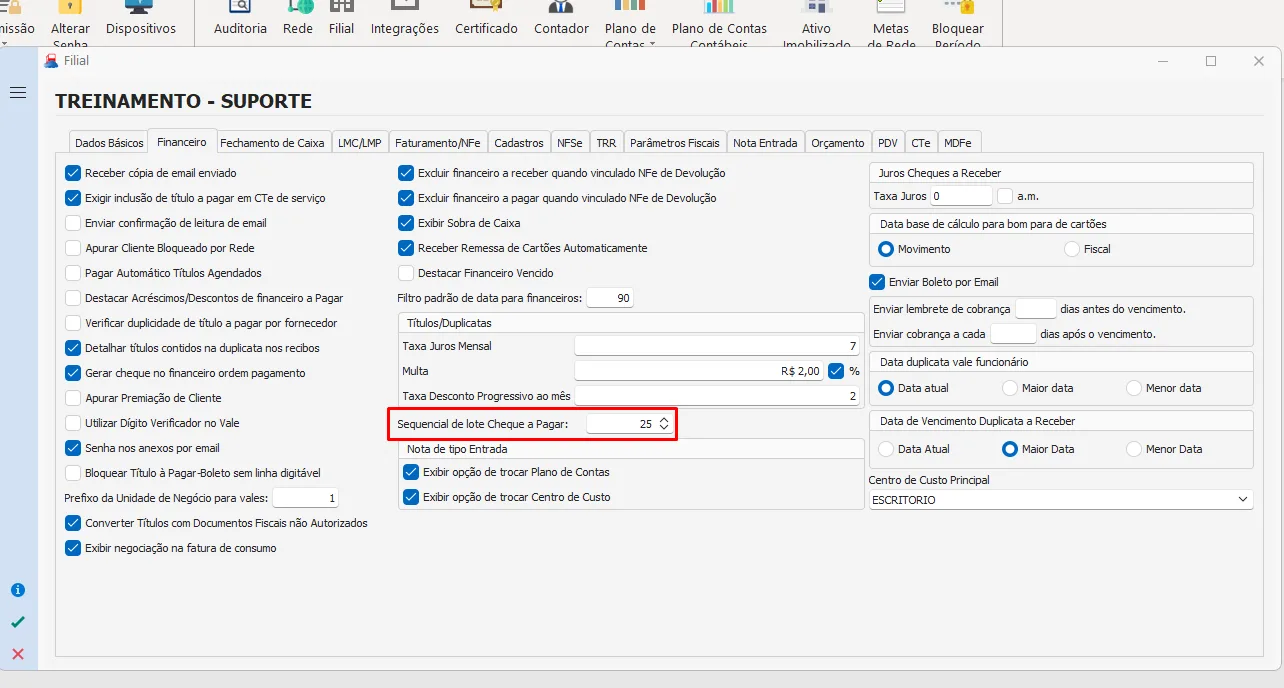 missão
Alterar
Senha
Dispositivos
Auditoria
Rede
Filial
Integrações
Certificado
Contador
Plano de
Contas
Plano de Contas
Contábeis
Ativo
Imobilizado
Metas
de Rede
Bloquear
Período
Filial
TREINAMENTO - SUPORTE
Dados Básicos
Financeiro
Fechamento de Caixa
LMC/LMP
Faturamento/NFe
Cadastros
NFSe
TRR
Parâmetros Fiscais
Nota Entrada
Orçamento
PDV
CTe
MDFe
Receber cópia de email enviado
Exigir inclusão de título a pagar em CTe de serviço
Enviar confirmação de leitura de email
Apurar Cliente Bloqueado por Rede
Pagar Automático Títulos Agendados
Destacar Acréscimos/Descontos de financeiro a Pagar
Verificar duplicidade de título a pagar por fornecedor
Detalhar títulos contidos na duplicata nos recibos
Gerar cheque no financeiro ordem pagamento
Apurar Premiação de Cliente
Utilizar Dígito Verificador no Vale
Senha nos anexos por email
Bloquear Título à Pagar-Boleto sem linha digitável
Prefixo da Unidade de Negócio para vales: 1
Converter Títulos com Documentos Fiscais não Autorizados
Exibir negociação na fatura de consumo
Excluir financeiro a receber quando vinculado NFe de Devolução
Excluir financeiro a pagar quando vinculado NFe de Devolução
Exibir Sobra de Caixa
Receber Remessa de Cartões Automaticamente
Destacar Financeiro Vencido
Filtro padrão de data para financeiros: 90
Títulos/Duplicatas
Taxa Juros Mensal 7
Multa R$ 2,00 %
Taxa Desconto Progressivo ao mês 2
Sequencial de lote Cheque a Pagar: 25
Nota de tipo Entrada
Exibir opção de trocar Plano de Contas
Exibir opção de trocar Centro de Custo
Juros Cheques a Receber
Taxa Juros 0 a.m.
Data base de cálculo para bom para de cartões
Movimento Fiscal
Enviar Boleto por Email
Enviar lembrete de cobrança dias antes do vencimento.
Enviar cobrança a cada dias após o vencimento.
Data duplicata vale funcionário
Data atual Maior data Menor data
Data de Vencimento Duplicata a Receber
Data Atual Maior Data Menor Data
Centro de Custo Principal
ESCRITORIO